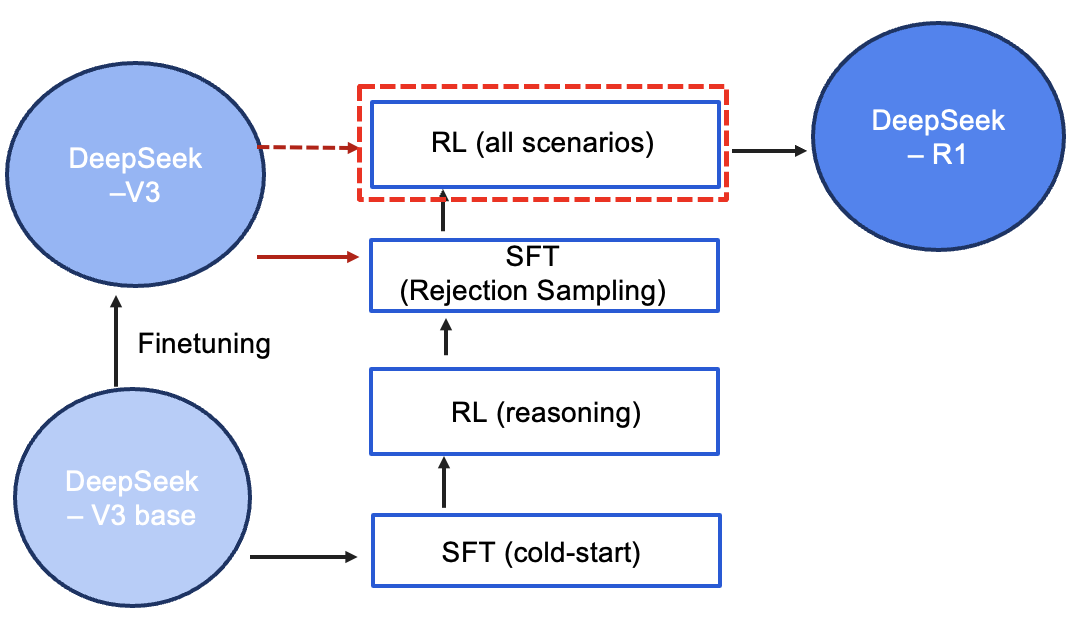 DeepSeek
–V3
RL (all scenarios)
DeepSeek
– R1
SFT
(Rejection Sampling)
Finetuning
RL (reasoning)
DeepSeek
– V3 base
SFT (cold-start)